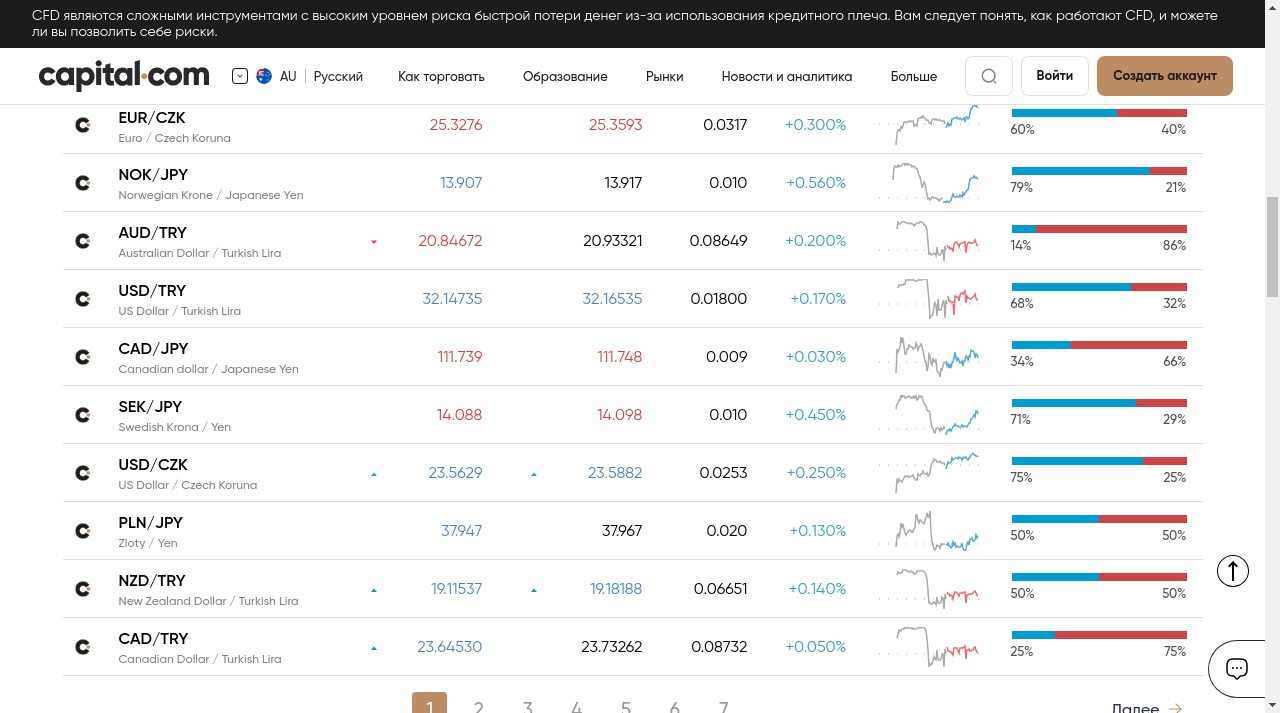 CFD являются сложными инструментами с высоким уровнем риска быстрой потери денег из-за использования кредитного плеча. Вам следует понять, как работают CFD, и можете
ли вы позволить себе риски.
capital.com AU Русский Как торговать Образование Рынки Новости и аналитика Больше Войти Создать аккаунт
EUR/CZK 25.3276 25.3593 0.0317 +0.300%
Euro / Czech Koruna 60% 40%
NOK/JPY 13.907 13.917 0.010 +0.560%
Norwegian Krone / Japanese Yen 79% 21%
AUD/TRY 20.84672 20.93321 0.08649 +0.200%
Australian Dollar / Turkish Lira 14% 86%
USD/TRY 32.14735 32.16535 0.01800 +0.170%
US Dollar / Turkish Lira 68% 32%
CAD/JPY 111.739 111.748 0.009 +0.030%
Canadian dollar / Japanese Yen 34% 66%
SEK/JPY 14.088 14.098 0.010 +0.450%
Swedish Krona / Yen 71% 29%
USD/CZK 23.5629 23.5882 0.0253 +0.250%
US Dollar / Czech Koruna 75% 25%
PLN/JPY 37.947 37.967 0.020 +0.130%
Zloty / Yen 50% 50%
NZD/TRY 19.11537 19.18188 0.06651 +0.140%
New Zealand Dollar / Turkish Lira 50% 50%
CAD/TRY 23.64530 23.73262 0.08732 +0.050%
Canadian Dollar / Turkish Lira 25% 75%
1 2 3 4 5 6 7 Далее